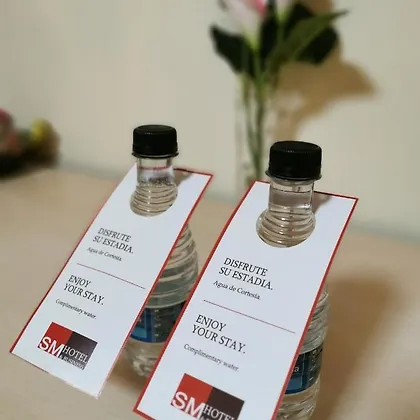 DISFRUTE
SU ESTADIA.
Agua de Cortesía
ENJOY
YOUR STAY.
Complimentary water.
SM HOTEL
DISFRUTE
SU ESTADIA.
Agua de Cortesía
ENJOY
YOUR STAY.
Complimentary water.
SM HOTEL